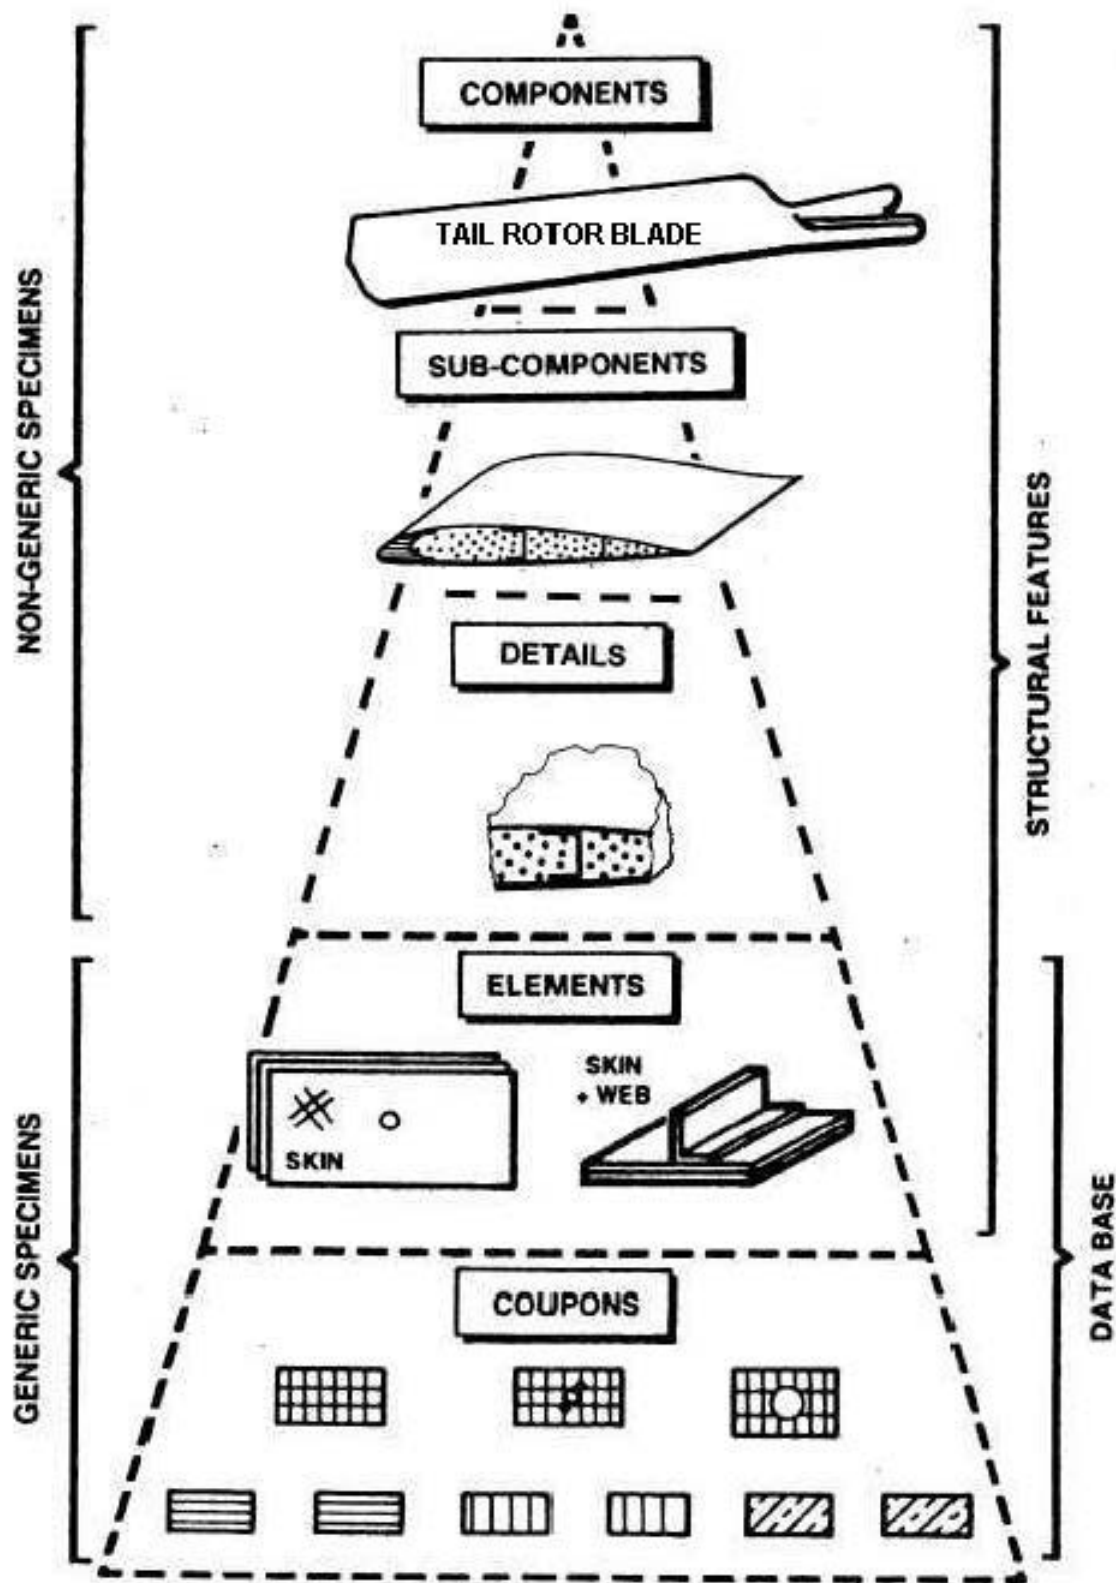 COMPONENTS
TAIL ROTOR BLADE
SUB-COMPONENTS
NON-GENERIC SPECIMENS
STRUCTURAL FEATURES
DETAILS
ELEMENTS
SKIN
SKIN
+ WEB
GENERIC SPECIMENS
DATA BASE
COUPONS